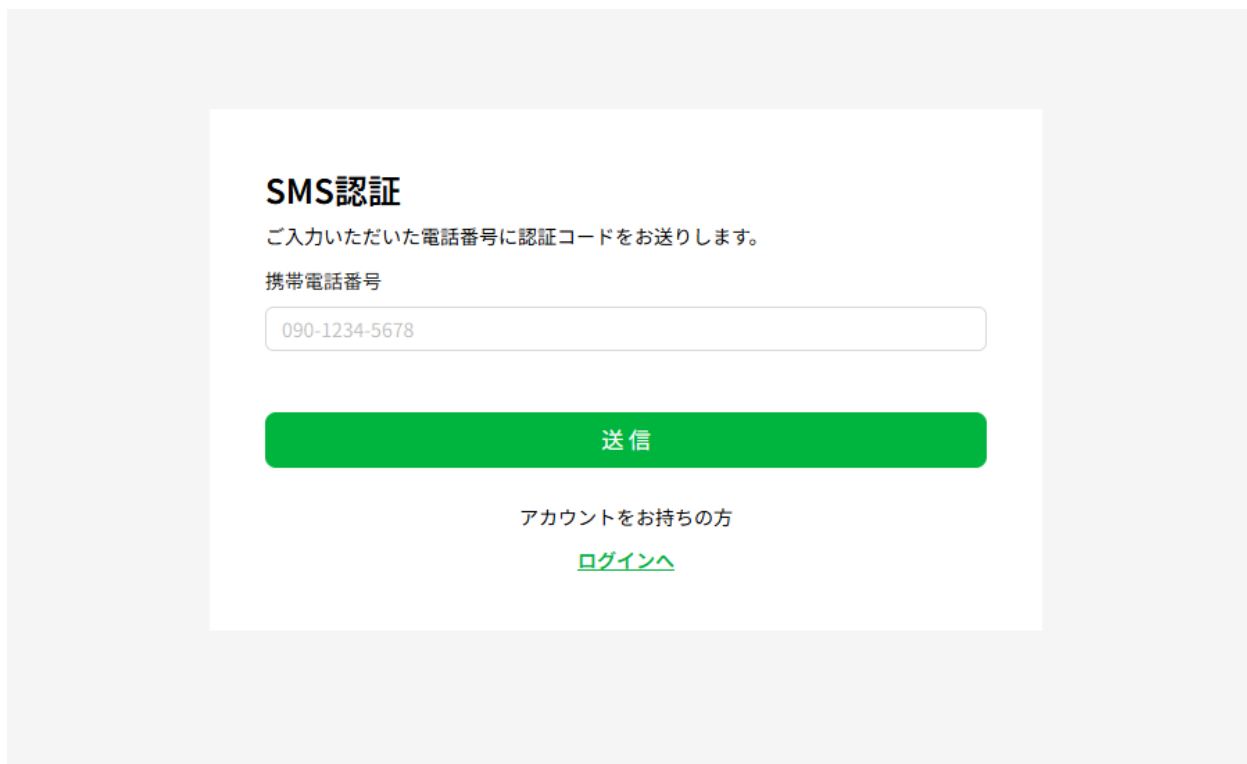 SMS認証
ご入力いただいた電話番号に認証コードをお送りします。
携帯電話番号
090-1234-5678
送信
アカウントをお持ちの方
ログインへ